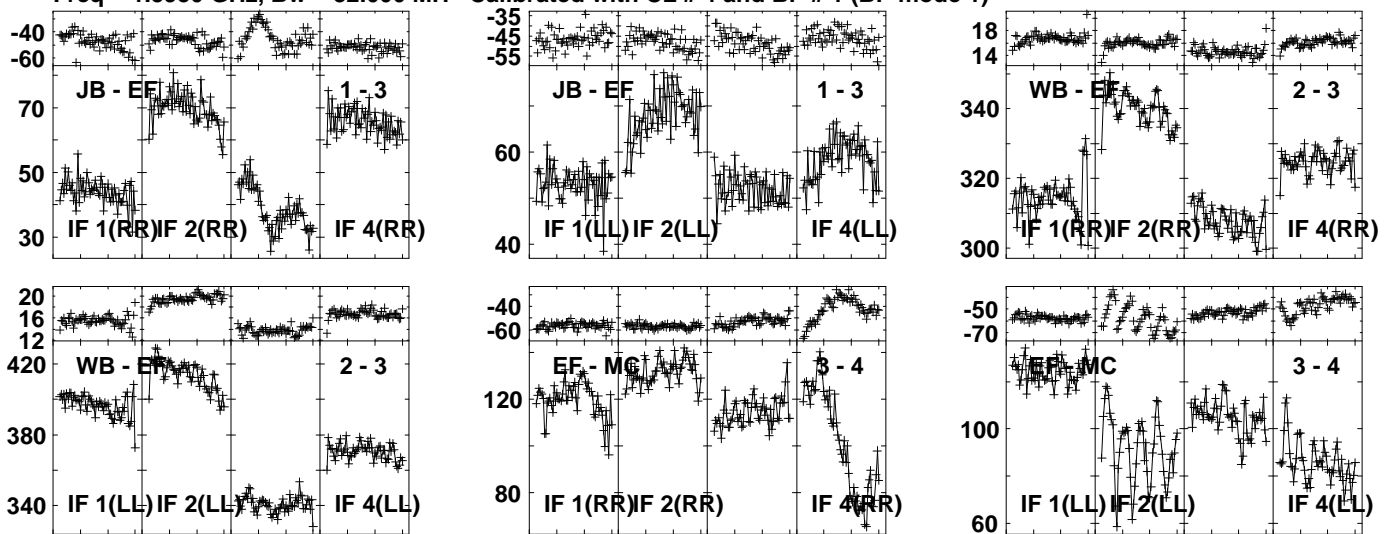 -40
-60
JB - EF 1 - 3
70
50
30
IF 1(RR) IF 2(RR) IF 4(RR)
-35
-45
-55
JB - EF 1 - 3
60
40
IF 1(LL) IF 2(LL) IF 4(LL)
18
14
WB - EF 2 - 3
340
320
300
IF 1(RR) IF 2(RR) IF 4(RR)
20
16
12
WB - EF 2 - 3
420
380
340
IF 1(LL) IF 2(LL) IF 4(LL)
-40
-60
EF - MC 3 - 4
120
80
IF 1(RR) IF 2(RR) IF 4(RR)
-50
-70
EF - MC 3 - 4
100
60
IF 1(LL) IF 2(LL) IF 4(LL)